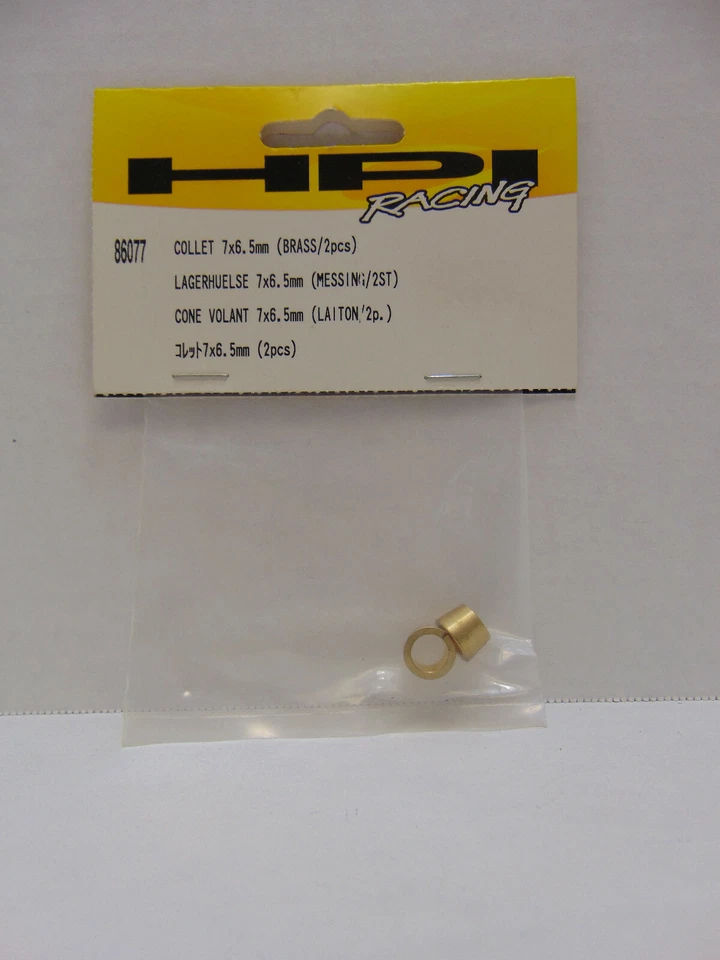 HPI
RACING
86077 COLLET 7x6.5mm (BRASS/2pcs)
LAGERHUELSE 7x6.5mm (MESSING/2ST)
CONE VOLANT 7x6.5mm (LAITON/2p.)
コレット7x6.5mm (2pcs)